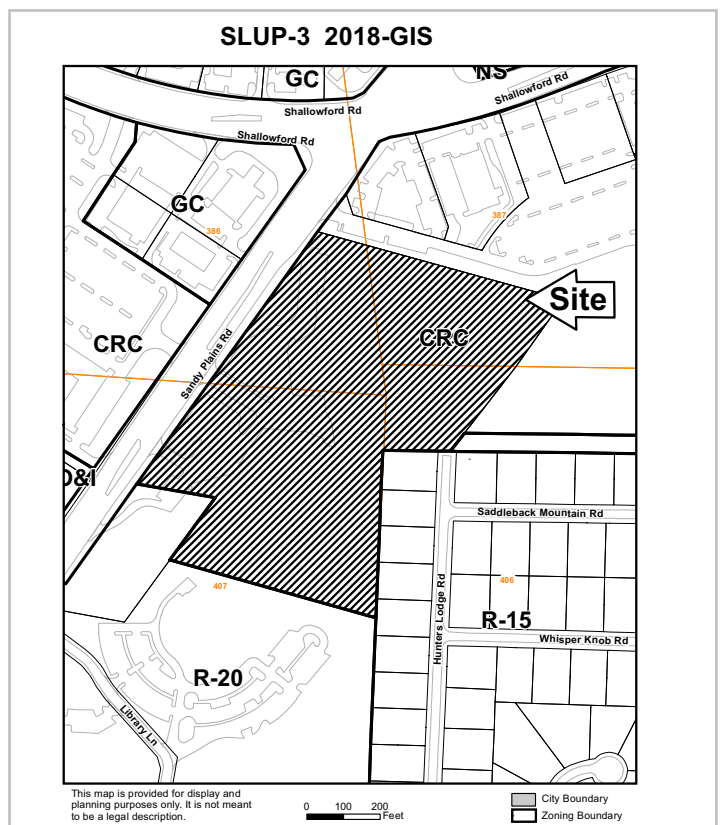 SLUP-3 2018-GIS
GC
NS
Shallowford Rd
Shallowford Rd
Shallowford Rd
GC
386
387
Site
CRC
CRC
Sandy Plains Rd
O&I
Saddleback Mountain Rd
407
406
Hunters Lodge Rd
R-15
Whisper Knob Rd
R-20
Library Ln
This map is provided for display and
planning purposes only. It is not meant
to be a legal description.
0 100 200
Feet
City Boundary
Zoning Boundary